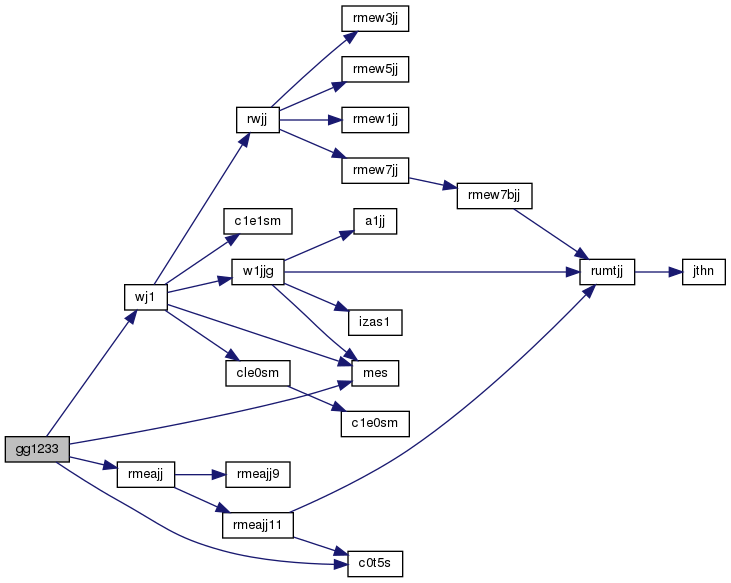 rmew3jj
rmew5jj
rwjj
rmew1jj
rmew7jj
rmew7bjj
c1e1sm
a1jj
w1jjg
rumtjj
jthn
wj1
izas1
cle0sm
mes
c1e0sm
gg1233
rmeajj
rmeajj9
rmeajj11
c0t5s